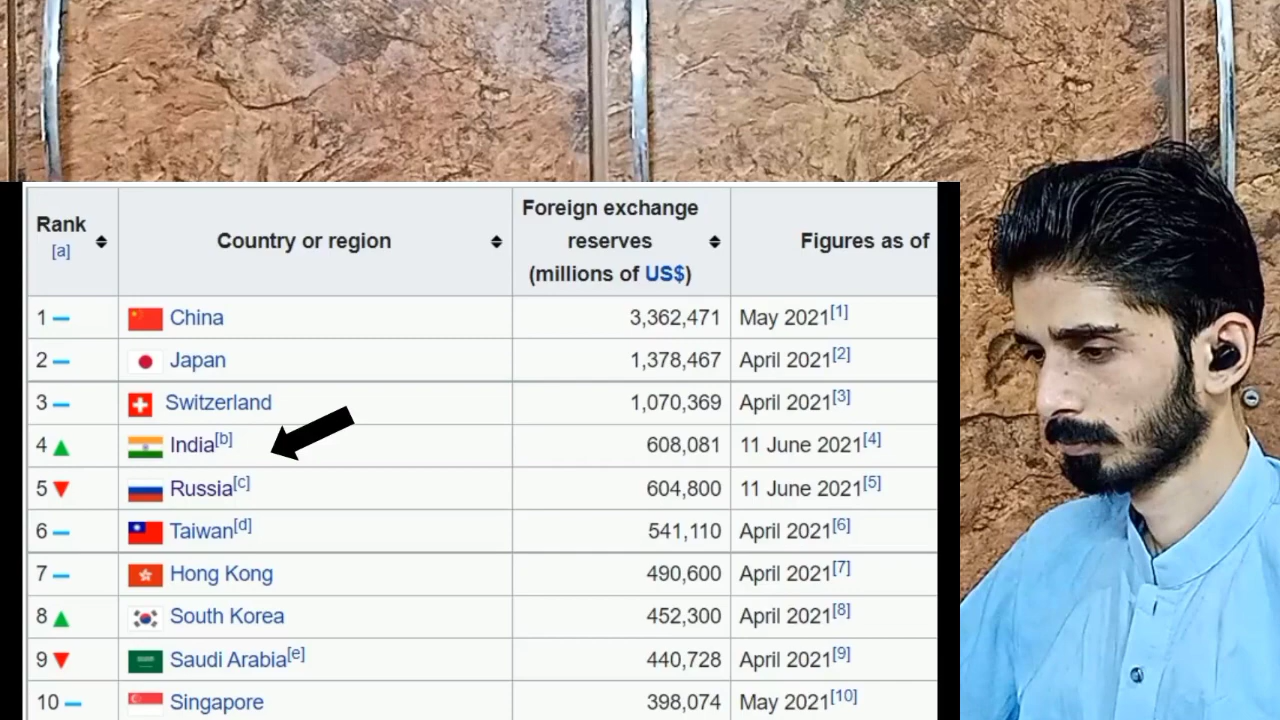 Rank [a] Country or region Foreign exchange reserves (millions of US$) Figures as of
1 China 3,362,471 May 2021[1]
2 Japan 1,378,467 April 2021[2]
3 Switzerland 1,070,369 April 2021[3]
4 India[b] 608,081 11 June 2021[4]
5 Russia[c] 604,800 11 June 2021[5]
6 Taiwan[d] 541,110 April 2021[6]
7 Hong Kong 490,600 April 2021[7]
8 South Korea 452,300 April 2021[8]
9 Saudi Arabia[e] 440,728 April 2021[9]
10 Singapore 398,074 May 2021[10]